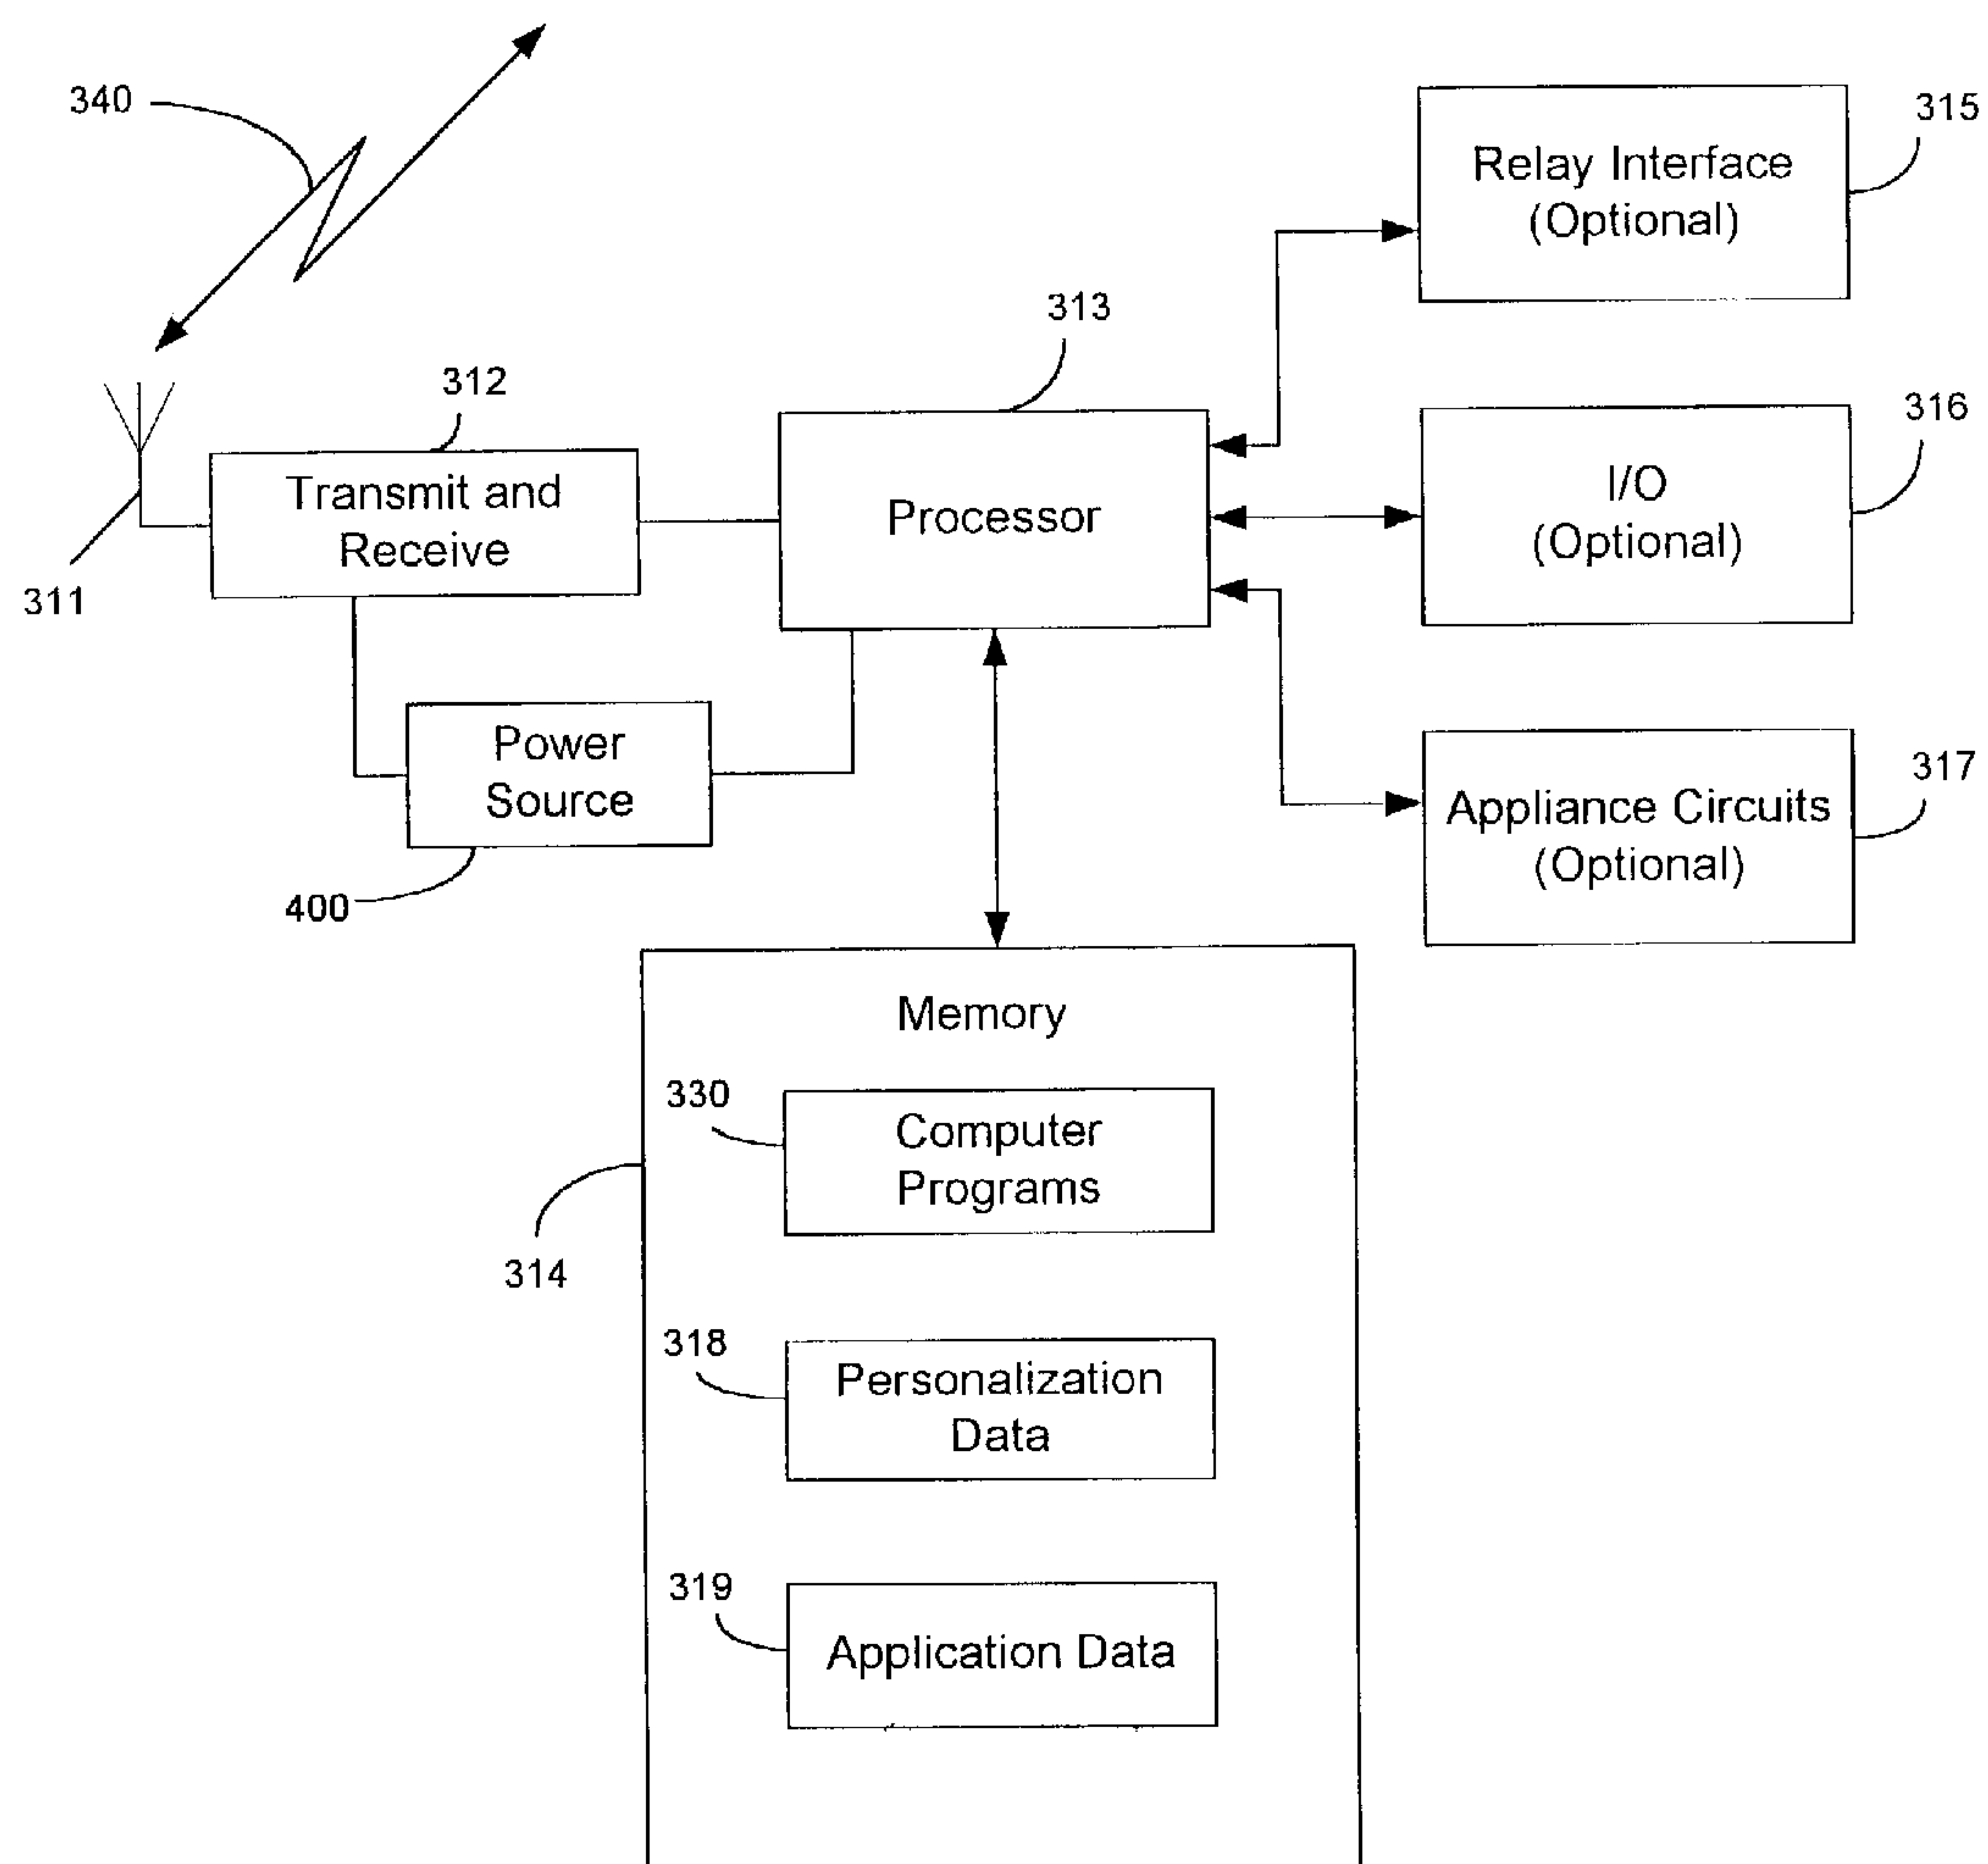 340
315
Relay Interface
(Optional)
313
312
316
Transmit and
Receive
Processor
I/O
(Optional)
311
Power
Source
317
Appliance Circuits
(Optional)
400
Memory
330
Computer
Programs
314
318
Personalization
Data
319
Application Data